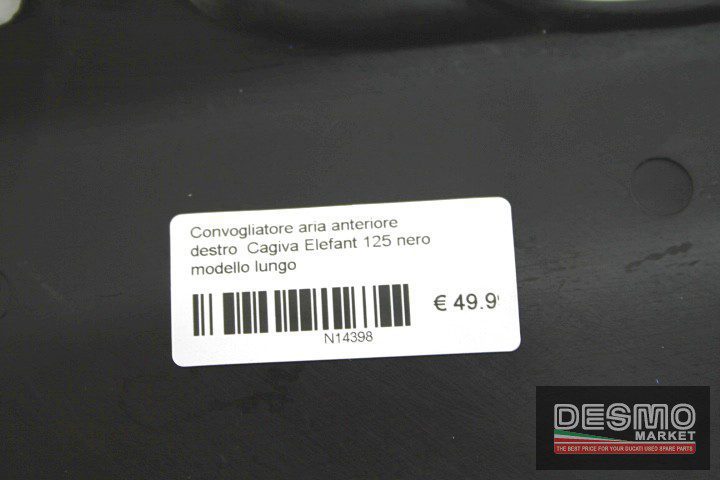 Convogliatore aria anteriore
destro Cagiva Elefant 125 nero
modello lungo
€ 49.9
N14398
DESMO
MARKET
THE BEST PRICE FOR YOUR DUCATI USED SPARE PARTS